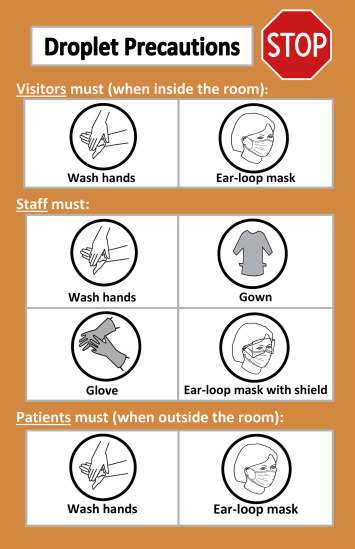 Droplet Precautions
STOP
Visitors must (when inside the room):
Wash hands
Ear-loop mask
Staff must:
Wash hands
Gown
Glove
Ear-loop mask with shield
Patients must (when outside the room):
Wash hands
Ear-loop mask